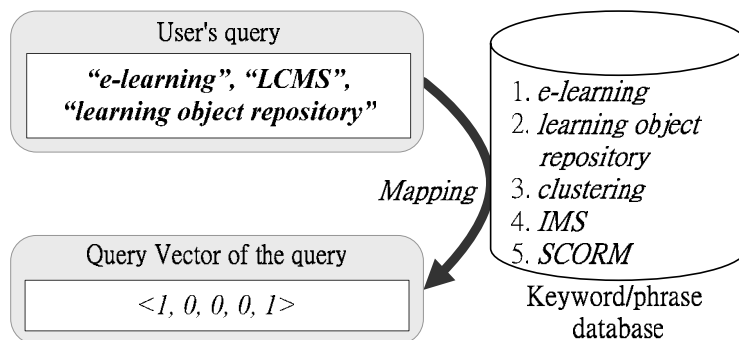 User's query
“e-learning”, “LCMS”,
“learning object repository”
1. e-learning
2. learning object
repository
3. clustering
4. IMS
5. SCORM
Mapping
Keyword/phrase
database
Query Vector of the query
<1, 0, 0, 0, 1>